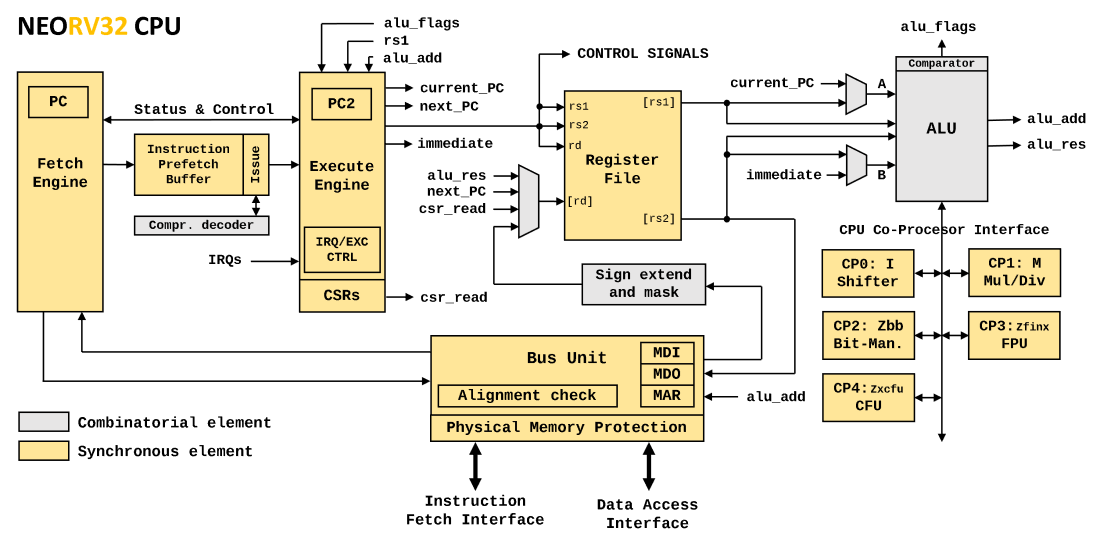 NEORV32 CPU
alu_flags
rs1
alu_add
alu_flags
CONTROL SIGNALS
Comparator
PC
Status & Control
PC2
current_PC
next_PC
rs1
rs2
rd
[rs1]
current_PC
A
ALU
alu_add
alu_res
Fetch
Engine
Instruction
Prefetch
Buffer
Issue
Execute
Engine
immediate
Register
File
immediate
B
alu_res
next_PC
csr_read
[rd]
[rs2]
Compr. decoder
IRQs
IRQ/EXC
CTRL
CSRs
csr_read
Sign extend
and mask
CPU Co-Procesor Interface
CP0: I
Shifter
CP1: M
Mul/Div
CP2: Zbb
Bit-Man.
CP3:Zfinx
FPU
CP4:Zxcfu
CFU
Bus Unit
MDI
MDO
MAR
Alignment check
alu_add
Physical Memory Protection
Combinatorial element
Synchronous element
Instruction
Fetch Interface
Data Access
Interface